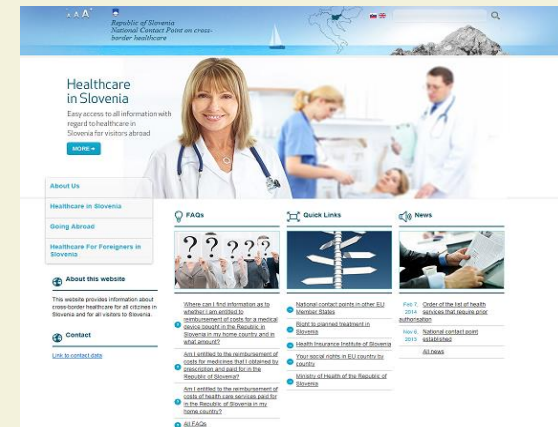 A A A
Republic of Slovenia
National Contact Point on cross-
border healthcare
Healthcare
in Slovenia
Easy access to all information with
regard to healthcare in
Slovenia for visitors abroad
MORE
About Us
Healthcare in Slovenia
Going Abroad
Healthcare For Foreigners in
Slovenia
About this website
This website provides information about
cross-border healthcare for all citizines in
Slovenia and for all visitors to Slovenia.
Contact
Link to contact data
FAQs
? ? ? ? ?
Where can I find information as to
whether I am entitled to
reimbursement of costs for a medical
device bought in the Republic in
Slovenia in my home country and in
what amount?
Am I entitled to the reimbursement of
costs for medicines that I obtained by
prescription and paid for in the
Republic of Slovenia?
Am I entitled to the reimbursement of
costs of health care services paid for
in the Republic of Slovenia in my
home country?
All FAQs
Quick Links
National contact points in other EU
Member States
Right to planned treatment in
Slovenia
Health Insurance Institute of Slovenia
Your social rights in EU country by
country
Ministry of Health of the Republic of
Slovenia
News
Feb 7, 2014 Order of the list of health
services that require prior
authorisation
Nov 6, 2013 National contact point
established
All news